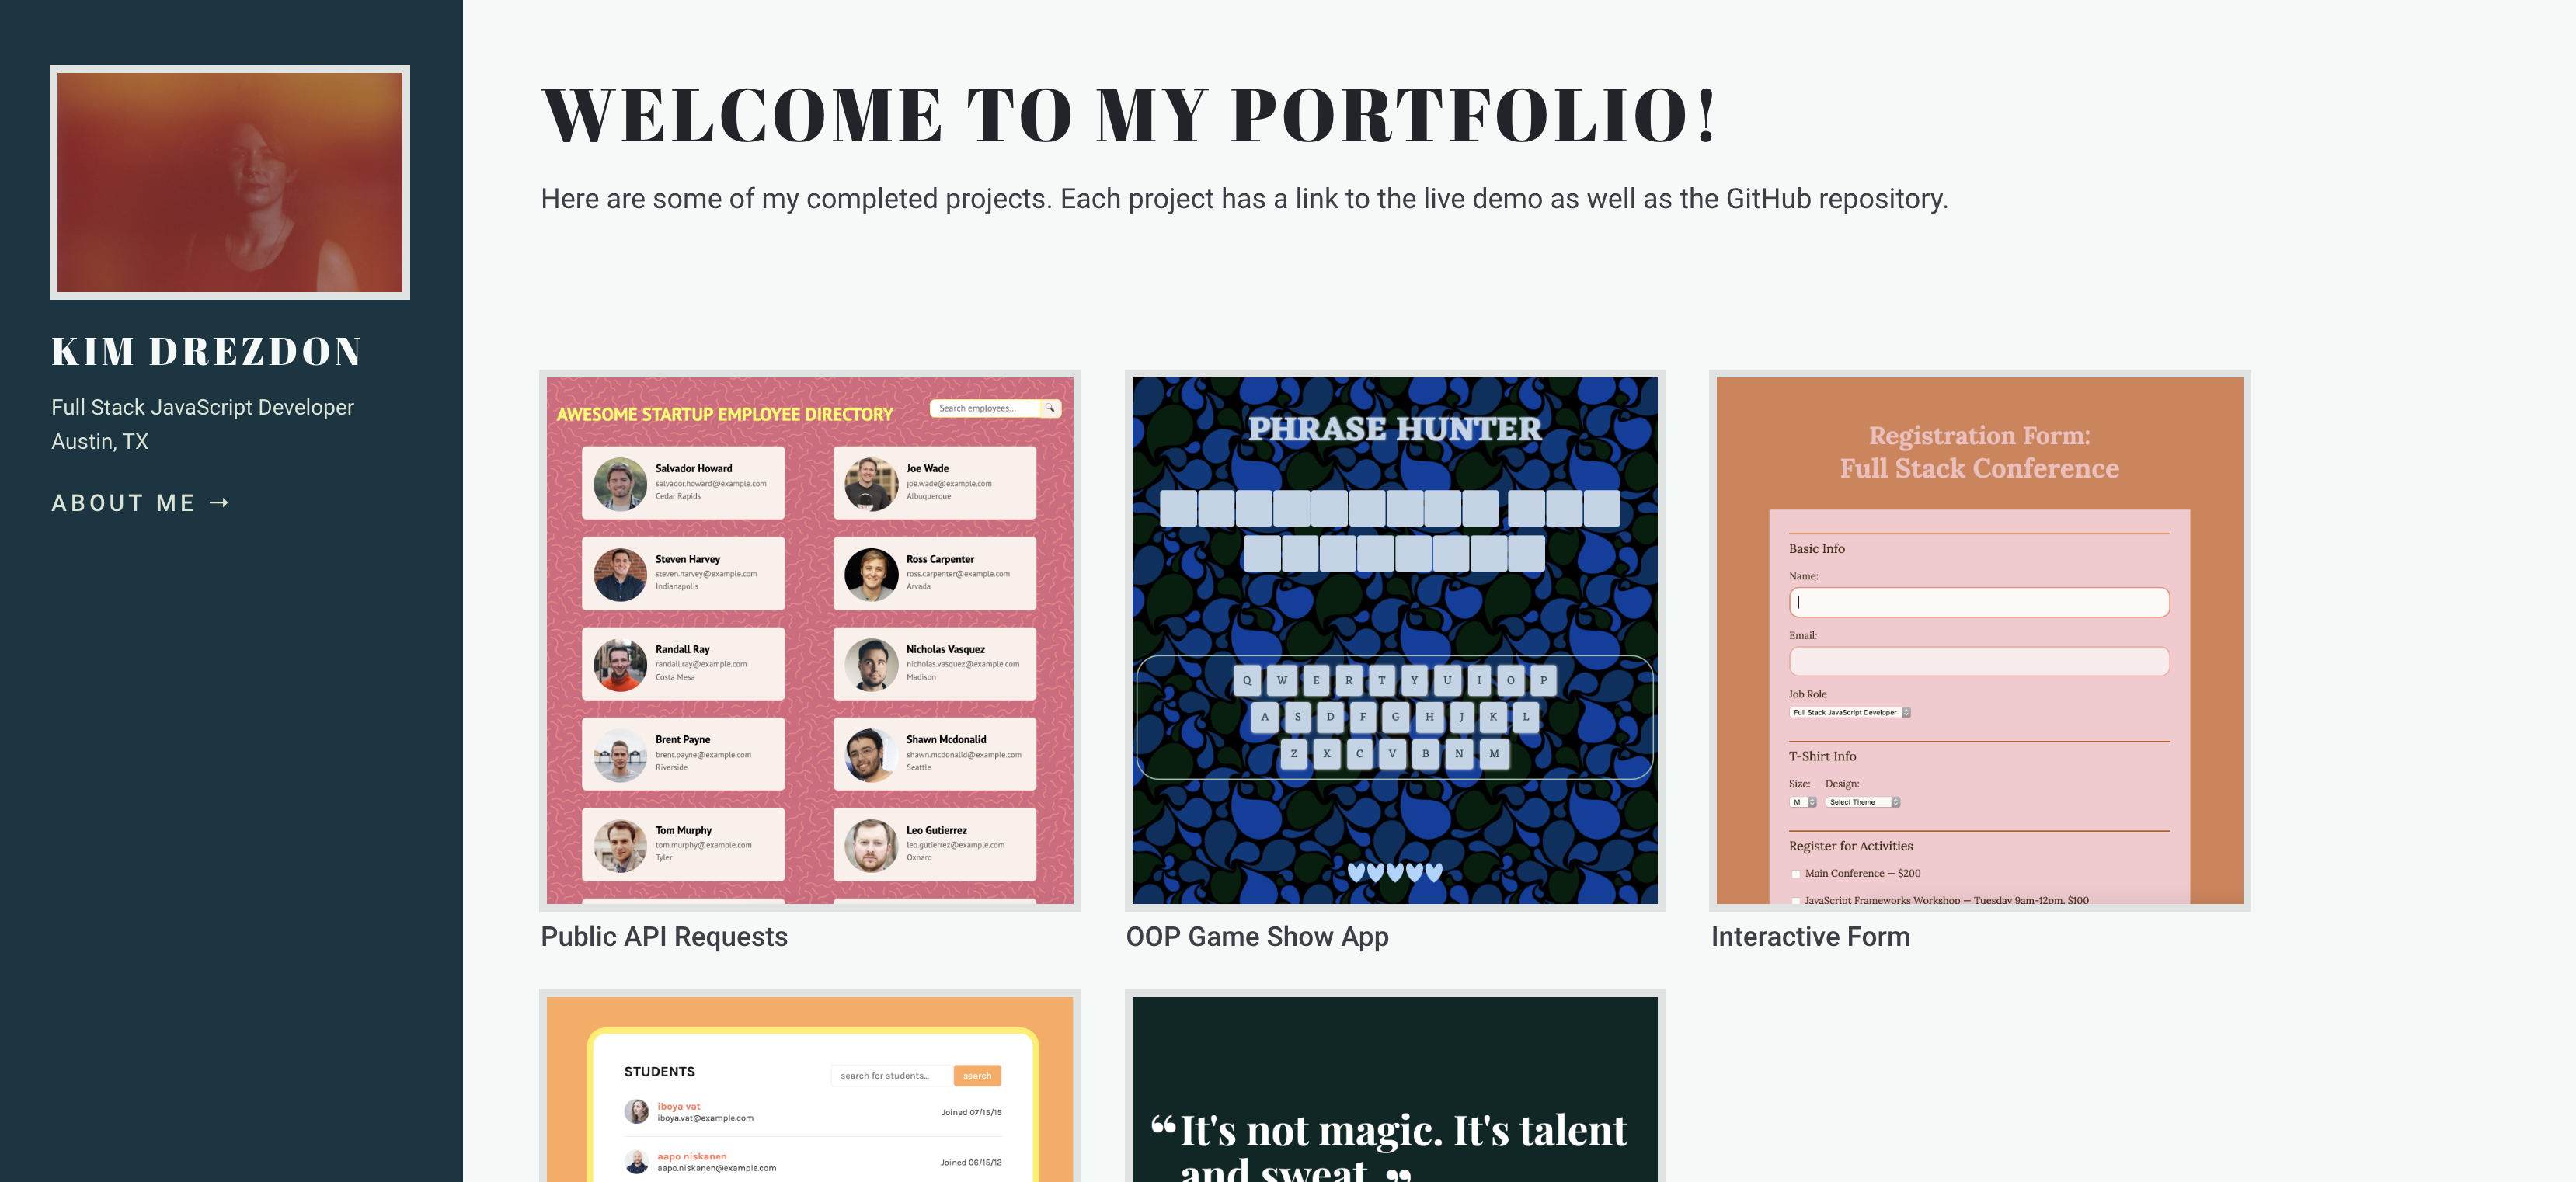 KIM DREZDON
Full Stack JavaScript Developer
Austin, TX
ABOUT ME →
WELCOME TO MY PORTFOLIO!
Here are some of my completed projects. Each project has a link to the live demo as well as the GitHub repository.
AWESOME STARTUP EMPLOYEE DIRECTORY
Search employees...
Salvador Howard
salvador.howard@example.com
Cedar Rapids
Joe Wade
joe.wade@example.com
Albuquerque
Steven Harvey
steven.harvey@example.com
Indianapolis
Ross Carpenter
ross.carpenter@example.com
Arvada
Randall Ray
randall.ray@example.com
Costa Mesa
Nicholas Vasquez
nicholas.vasquez@example.com
Madison
Brent Payne
brent.payne@example.com
Riverside
Shawn Mcdonalid
shawn.mcdonalid@example.com
Seattle
Tom Murphy
tom.murphy@example.com
Tyler
Leo Gutierrez
leo.gutierrez@example.com
Oxnard
Public API Requests
PHRASE HUNTER
Q W E R T Y U I O P
A S D F G H J K L
Z X C V B N M
OOP Game Show App
Registration Form:
Full Stack Conference
Basic Info
Name:
Email:
Job Role
Full Stack JavaScript Developer
T-Shirt Info
Size: Design:
M Select Theme
Register for Activities
Main Conference — $200
JavaScript Frameworks Workshop — Tuesday 9am-12pm, $100
Interactive Form
STUDENTS
search for students...
search
iboya vat
iboya.vat@example.com
Joined 07/15/15
aapo niskanen
aapo.niskanen@example.com
Joined 06/15/12
“It's not magic. It's talent
and sweat.”